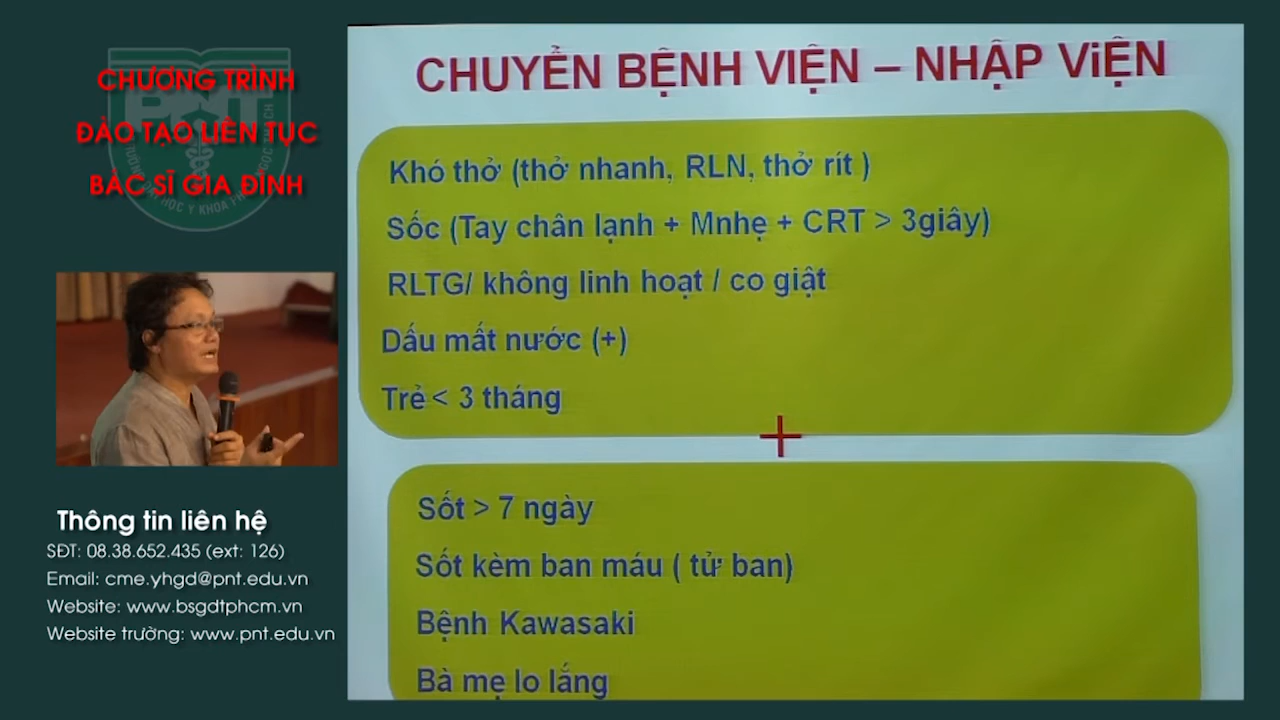 CHƯƠNG TRÌNH
ĐÀO TẠO LIÊN TỤC
BÁC SĨ GIA ĐÌNH
PNT
Thông tin liên hệ
SĐT: 08.38.652.435 (ext: 126)
Email: cme.yhgd@pnt.edu.vn
Website: www.bsgdtphcm.vn
Website trường: www.pnt.edu.vn
CHUYỂN BỆNH VIỆN – NHẬP ViỆN
Khó thở (thở nhanh, RLN, thở rít )
Sốc (Tay chân lạnh + Mnhẹ + CRT > 3giây)
RLTG/ không linh hoạt / co giật
Dấu mất nước (+)
Trẻ < 3 tháng
+
Sốt > 7 ngày
Sốt kèm ban máu ( tử ban)
Bệnh Kawasaki
Bà mẹ lo lắng